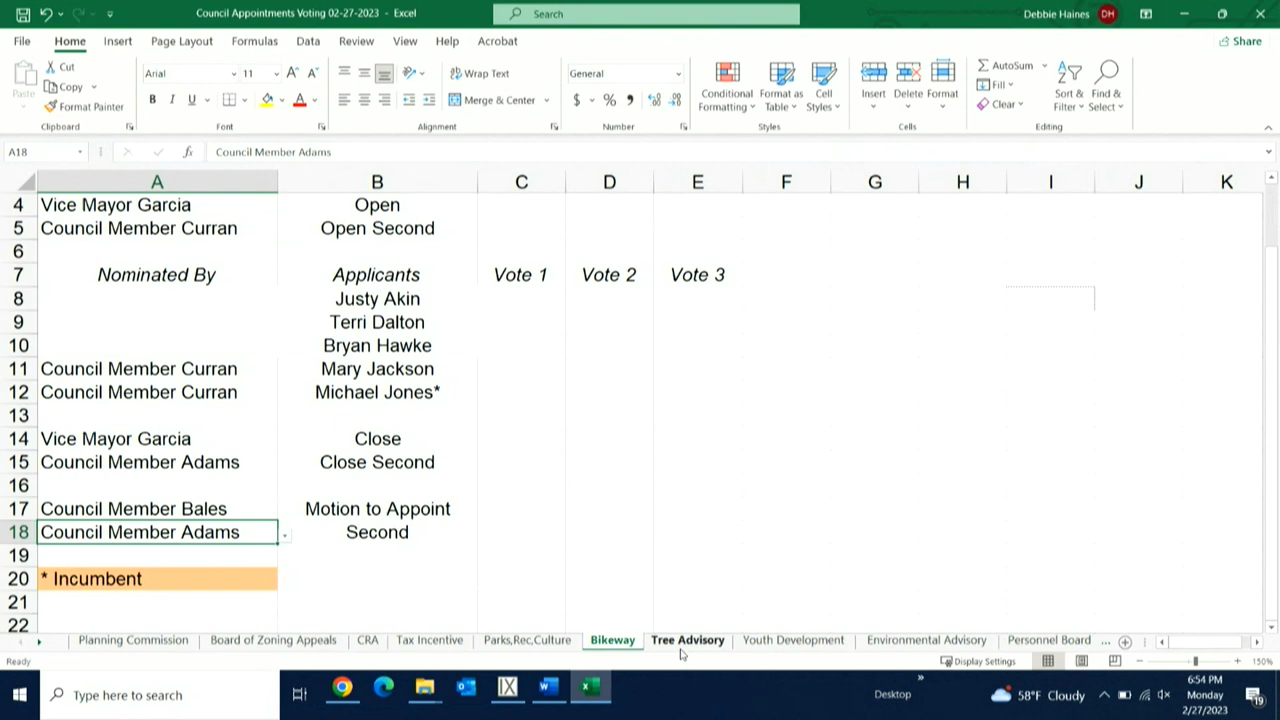 Council Appointments Voting 02-27-2023 - Excel
Search
Debbie Haines DH
File Home Insert Page Layout Formulas Data Review View Help Acrobat
Share
Cut
Copy
Format Painter
Paste
Clipboard
Arial 11
B I U
Font
Wrap Text
Merge & Center
Alignment
General
$ % ,
Number
Conditional Formatting
Format as Table
Cell Styles
Styles
Insert Delete Format
Cells
AutoSum
Fill
Clear
Sort & Filter
Find & Select
Editing
A18 fx Council Member Adams
A B C D E F G H I J K
4 Vice Mayor Garcia Open
5 Council Member Curran Open Second
6
7 Nominated By Applicants Vote 1 Vote 2 Vote 3
8 Justy Akin
9 Terri Dalton
10 Bryan Hawke
11 Council Member Curran Mary Jackson
12 Council Member Curran Michael Jones*
13
14 Vice Mayor Garcia Close
15 Council Member Adams Close Second
16
17 Council Member Bales Motion to Appoint
18 Council Member Adams Second
19
20 * Incumbent
21
22
Planning Commission Board of Zoning Appeals CRA Tax Incentive Parks,Rec,Culture Bikeway Tree Advisory Youth Development Environmental Advisory Personnel Board ...
Ready Display Settings 150%
Type here to search
Desktop
58°F Cloudy
6:54 PM
Monday
2/27/2023
19